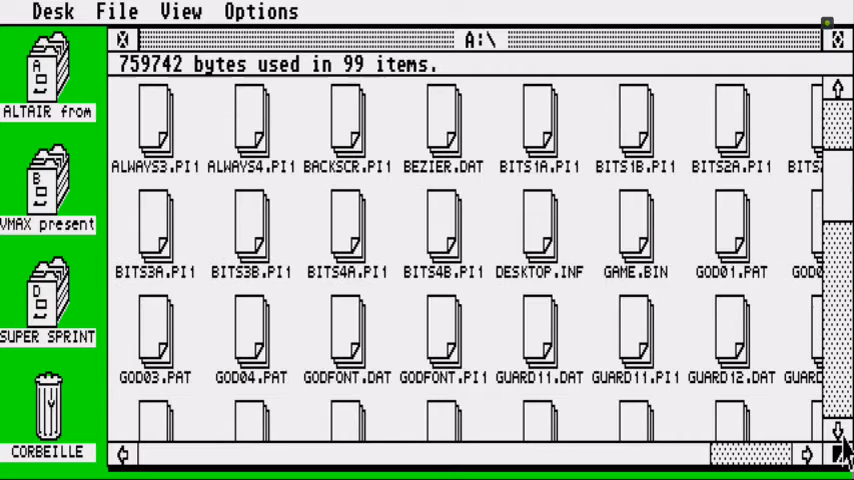 Desk File View Options
A:\
759742 bytes used in 99 items.
A
ALTAIR from
B
VMAX present
D
SUPER SPRINT
CORBEILLE
ALWAYS3.PI1 ALWAYS4.PI1 BACKSCR.PI1 BEZIER.DAT BITS1A.PI1 BITS1B.PI1 BITS2A.PI1 BITS
BITS3A.PI1 BITS3B.PI1 BITS4A.PI1 BITS4B.PI1 DESKTOP.INF GAME.BIN GOD01.PAT GOD0
GOD03.PAT GOD04.PAT GODFONT.DAT GODFONT.PI1 GUARD11.DAT GUARD11.PI1 GUARD12.DAT GUARD